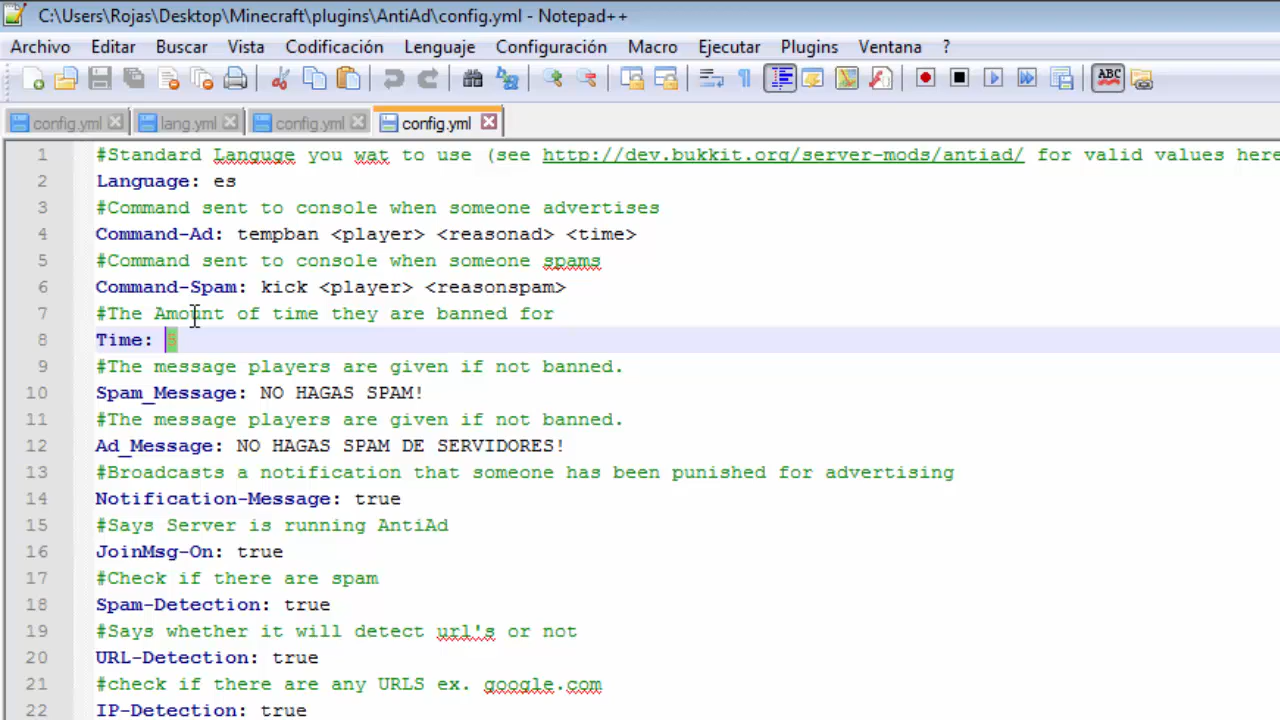 C:\Users\Rojas\Desktop\Minecraft\plugins\AntiAd\config.yml - Notepad++
Archivo Editar Buscar Vista Codificación Lenguaje Configuración Macro Ejecutar Plugins Ventana ?
ABC
config.yml lang.yml config.yml config.yml
1 #Standard Languge you wat to use (see http://dev.bukkit.org/server-mods/antiad/ for valid values here
2 Language: es
3 #Command sent to console when someone advertises
4 Command-Ad: tempban <player> <reasonad> <time>
5 #Command sent to console when someone spams
6 Command-Spam: kick <player> <reasonspam>
7 #The Amount of time they are banned for
8 Time: 5
9 #The message players are given if not banned.
10 Spam_Message: NO HAGAS SPAM!
11 #The message players are given if not banned.
12 Ad_Message: NO HAGAS SPAM DE SERVIDORES!
13 #Broadcasts a notification that someone has been punished for advertising
14 Notification-Message: true
15 #Says Server is running AntiAd
16 JoinMsg-On: true
17 #Check if there are spam
18 Spam-Detection: true
19 #Says whether it will detect url's or not
20 URL-Detection: true
21 #check if there are any URLS ex. google.com
22 IP-Detection: true